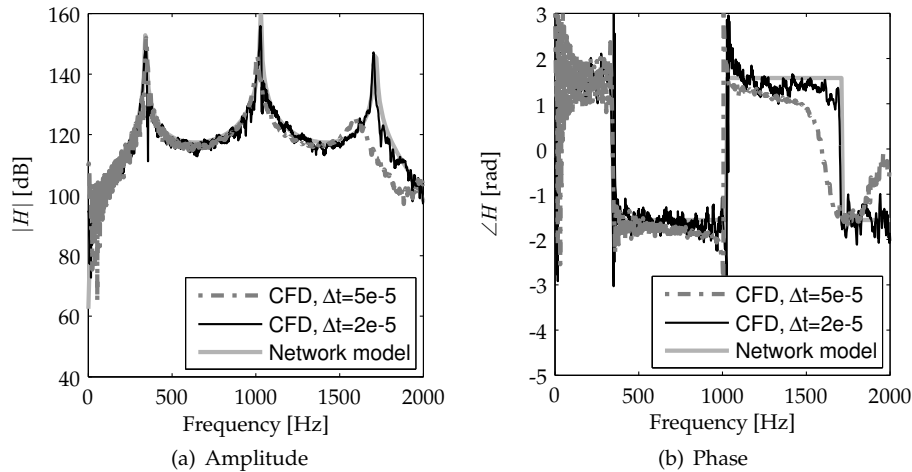 160
140
120
100
80
60
40
|H| [dB]
0 500 1000 1500 2000
Frequency [Hz]
CFD, Δt=5e-5
CFD, Δt=2e-5
Network model
(a) Amplitude
3
2
1
0
-1
-2
-3
-4
-5
∠H [rad]
0 500 1000 1500 2000
Frequency [Hz]
CFD, Δt=5e-5
CFD, Δt=2e-5
Network model
(b) Phase